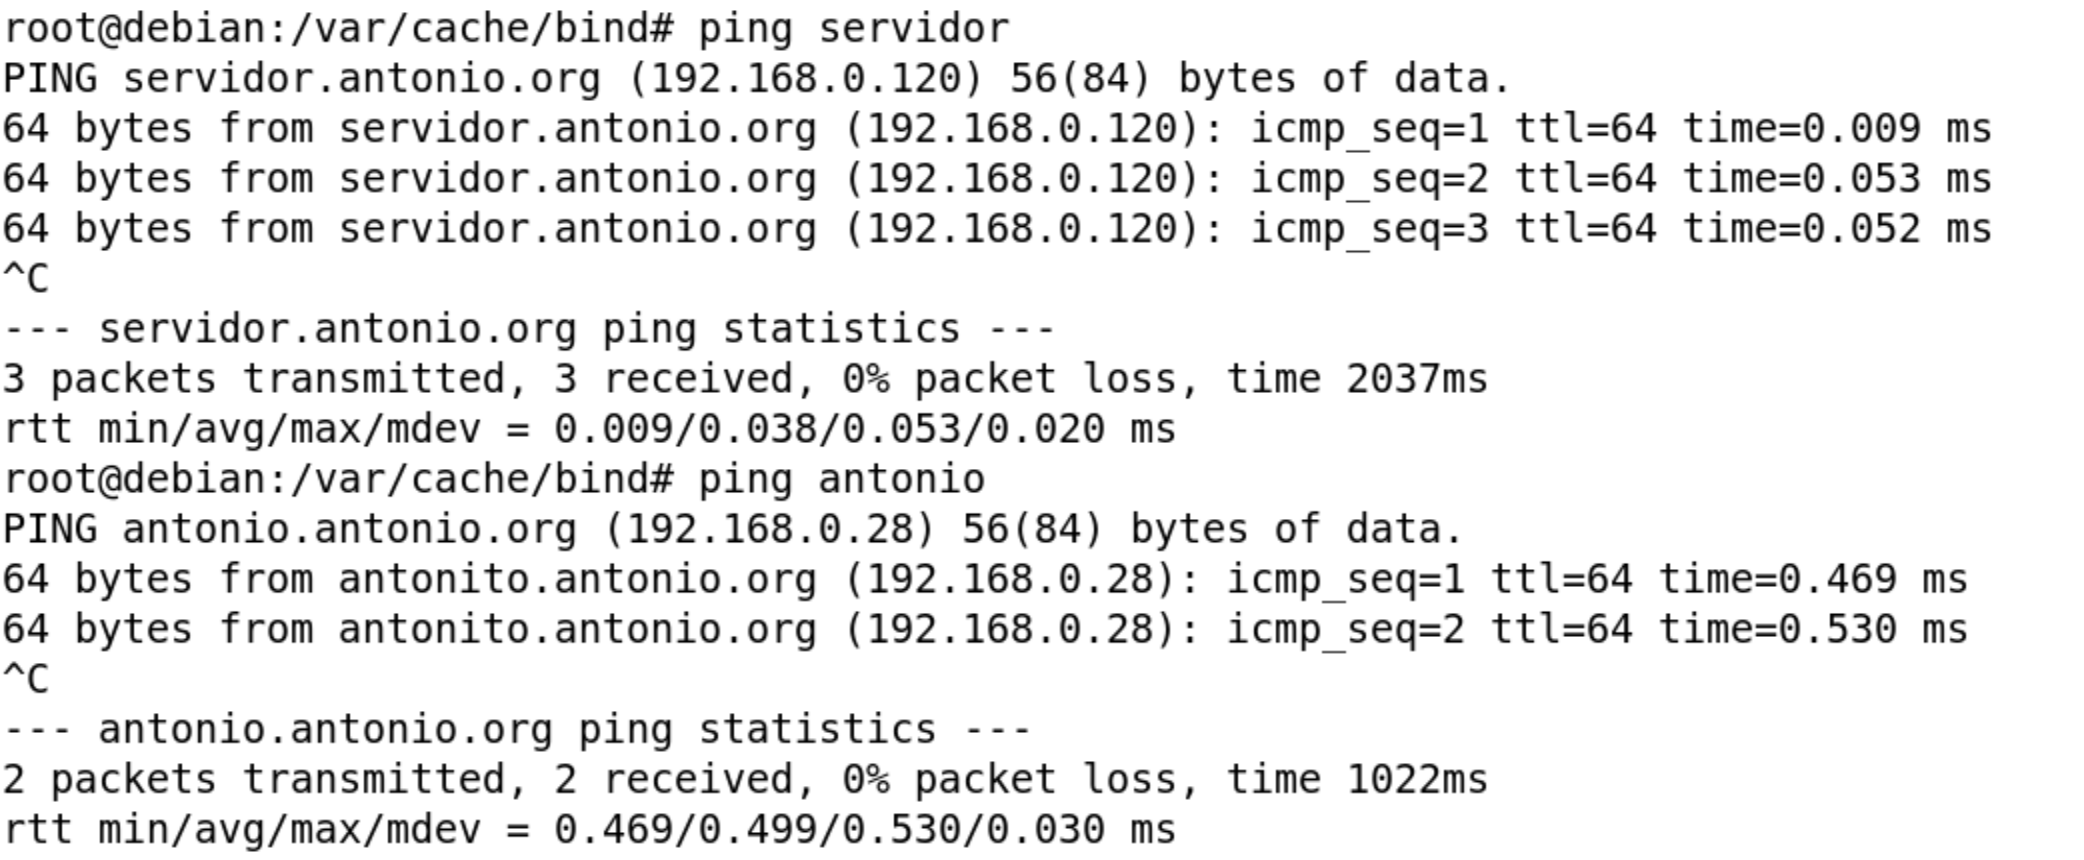 root@debian:/var/cache/bind# ping servidor
PING servidor.antonio.org (192.168.0.120) 56(84) bytes of data.
64 bytes from servidor.antonio.org (192.168.0.120): icmp_seq=1 ttl=64 time=0.009 ms
64 bytes from servidor.antonio.org (192.168.0.120): icmp_seq=2 ttl=64 time=0.053 ms
64 bytes from servidor.antonio.org (192.168.0.120): icmp_seq=3 ttl=64 time=0.052 ms
^C
--- servidor.antonio.org ping statistics ---
3 packets transmitted, 3 received, 0% packet loss, time 2037ms
rtt min/avg/max/mdev = 0.009/0.038/0.053/0.020 ms
root@debian:/var/cache/bind# ping antonio
PING antonio.antonio.org (192.168.0.28) 56(84) bytes of data.
64 bytes from antonito.antonio.org (192.168.0.28): icmp_seq=1 ttl=64 time=0.469 ms
64 bytes from antonito.antonio.org (192.168.0.28): icmp_seq=2 ttl=64 time=0.530 ms
^C
--- antonio.antonio.org ping statistics ---
2 packets transmitted, 2 received, 0% packet loss, time 1022ms
rtt min/avg/max/mdev = 0.469/0.499/0.530/0.030 ms